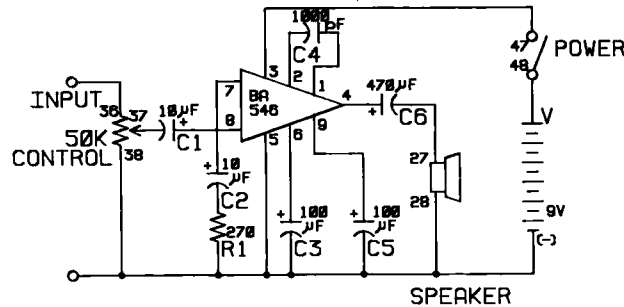 1000
pF
C4
47
48
POWER
3
2
1
INPUT
7
BA
546
4
470µF
+
C6
36
37
10µF
+
8
9
50K
CONTROL
38
C1
5
6
+
10
µF
C2
27
28
V
270
R1
+
100
µF
C3
+
100
µF
C5
9V
(-)
SPEAKER